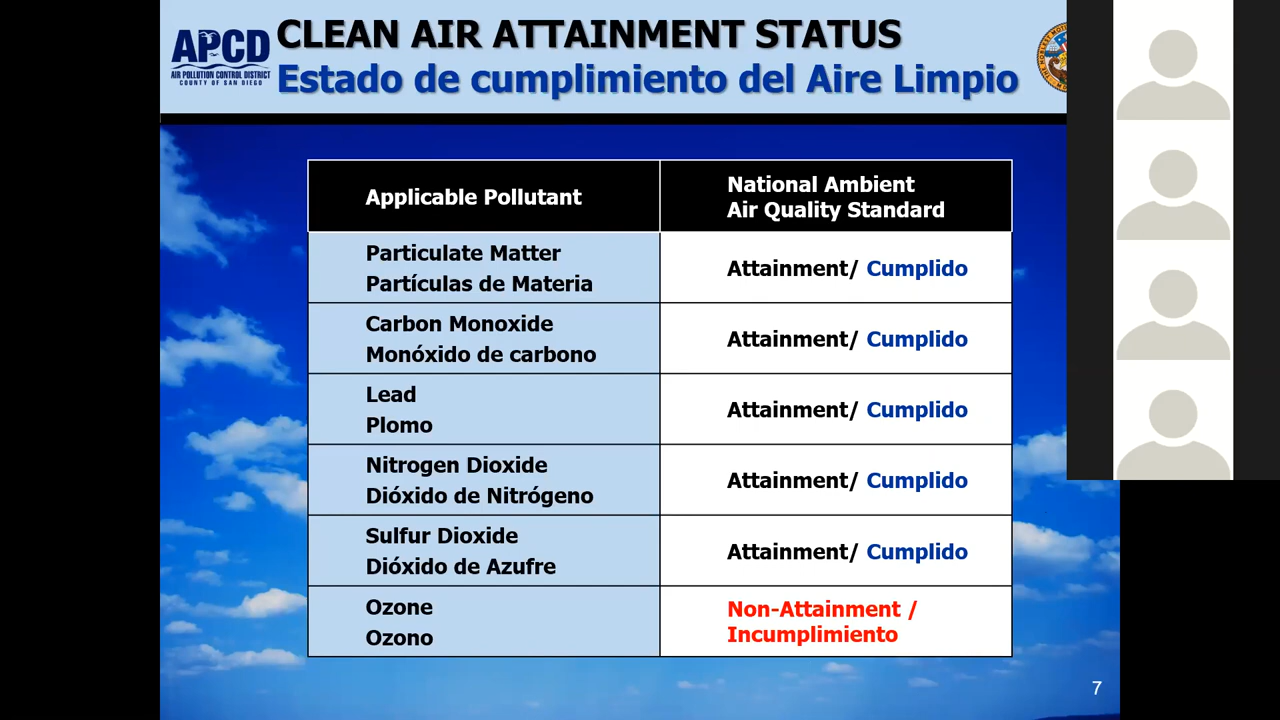 APCD
AIR POLLUTION CONTROL DISTRICT
COUNTY OF SAN DIEGO
CLEAN AIR ATTAINMENT STATUS
Estado de cumplimiento del Aire Limpio
Applicable Pollutant
National Ambient
Air Quality Standard
Particulate Matter
Partículas de Materia
Attainment/ Cumplido
Carbon Monoxide
Monóxido de carbono
Attainment/ Cumplido
Lead
Plomo
Attainment/ Cumplido
Nitrogen Dioxide
Dióxido de Nitrógeno
Attainment/ Cumplido
Sulfur Dioxide
Dióxido de Azufre
Attainment/ Cumplido
Ozone
Ozono
Non-Attainment /
Incumplimiento
7